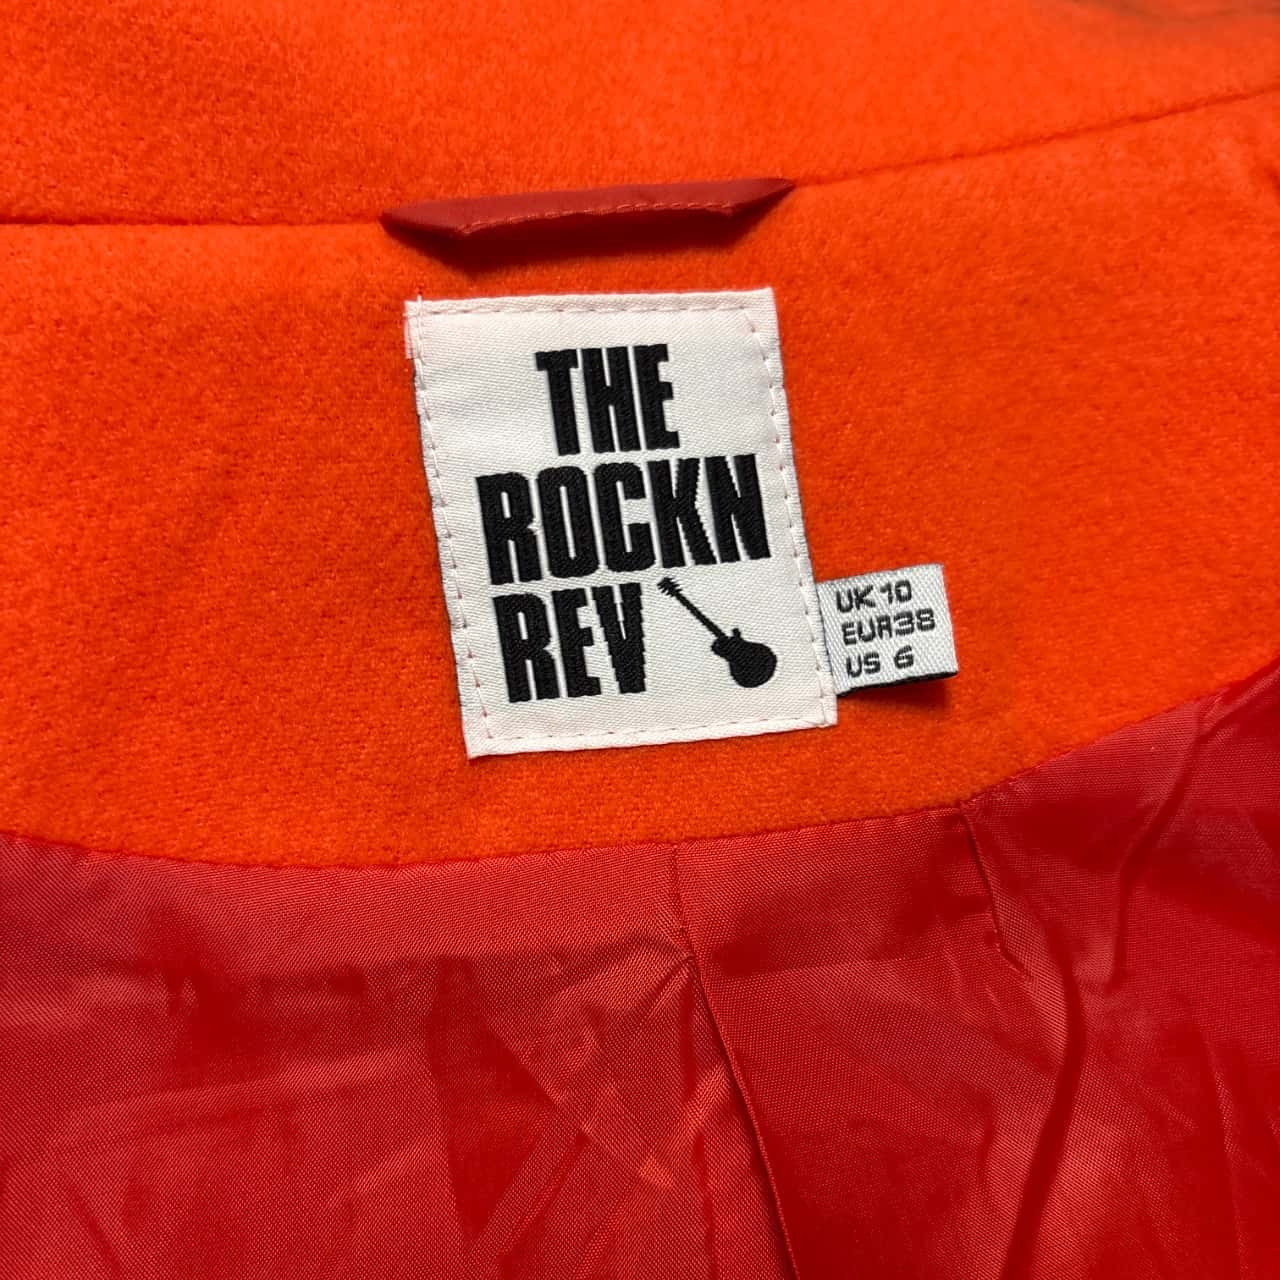 THE
ROCKN
REV
UK 10
EUR38
US 6